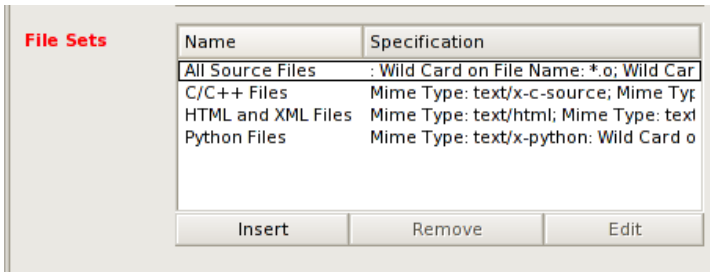 File Sets
Name Specification
All Source Files : Wild Card on File Name: *.o; Wild Car
C/C++ Files Mime Type: text/x-c-source; Mime Typ
HTML and XML Files Mime Type: text/html; Mime Type: text
Python Files Mime Type: text/x-python: Wild Card o
Insert Remove Edit